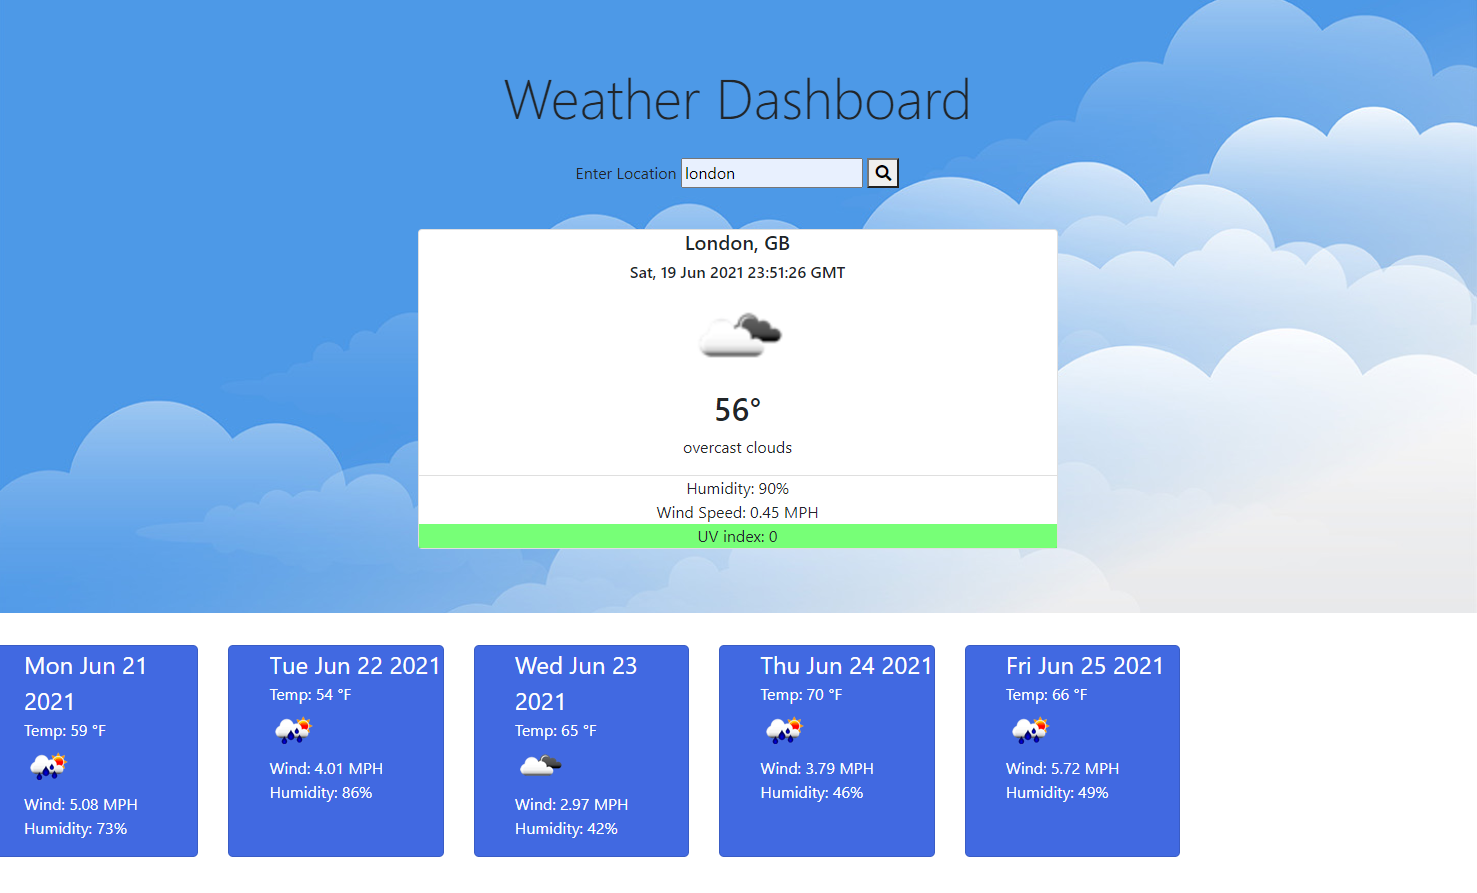 Weather Dashboard
Enter Location london
London, GB
Sat, 19 Jun 2021 23:51:26 GMT
56°
overcast clouds
Humidity: 90%
Wind Speed: 0.45 MPH
UV index: 0
Mon Jun 21
2021
Temp: 59 °F
Wind: 5.08 MPH
Humidity: 73%
Tue Jun 22 2021
Temp: 54 °F
Wind: 4.01 MPH
Humidity: 86%
Wed Jun 23
2021
Temp: 65 °F
Wind: 2.97 MPH
Humidity: 42%
Thu Jun 24 2021
Temp: 70 °F
Wind: 3.79 MPH
Humidity: 46%
Fri Jun 25 2021
Temp: 66 °F
Wind: 5.72 MPH
Humidity: 49%